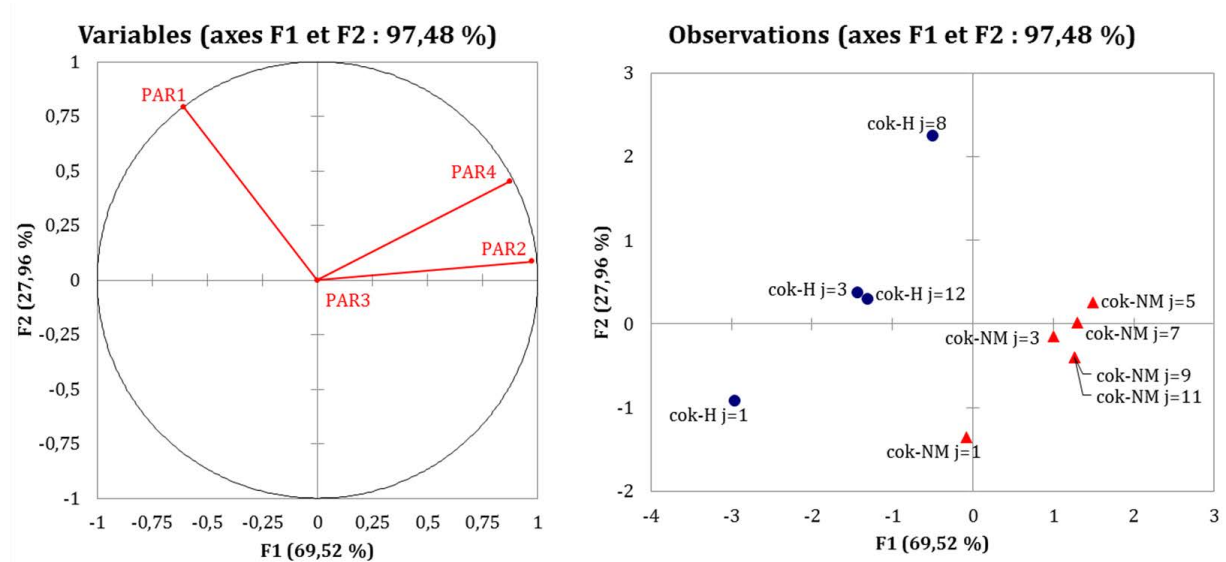 Variables (axes F1 et F2 : 97,48 %)
1
0,75
0,5
0,25
0
-0,25
-0,5
-0,75
-1
F2 (27,96 %)
PAR1
PAR4
PAR2
PAR3
-1
-0,75
-0,5
-0,25
0
0,25
0,5
0,75
1
F1 (69,52 %)
Observations (axes F1 et F2 : 97,48 %)
3
2
1
0
-1
-2
F2 (27,96 %)
cok-H j=8
cok-H j=3
cok-H j=12
cok-NM j=5
cok-NM j=3
cok-NM j=7
cok-NM j=9
cok-NM j=11
cok-H j=1
cok-NM j=1
-4
-3
-2
-1
0
1
2
3
F1 (69,52 %)